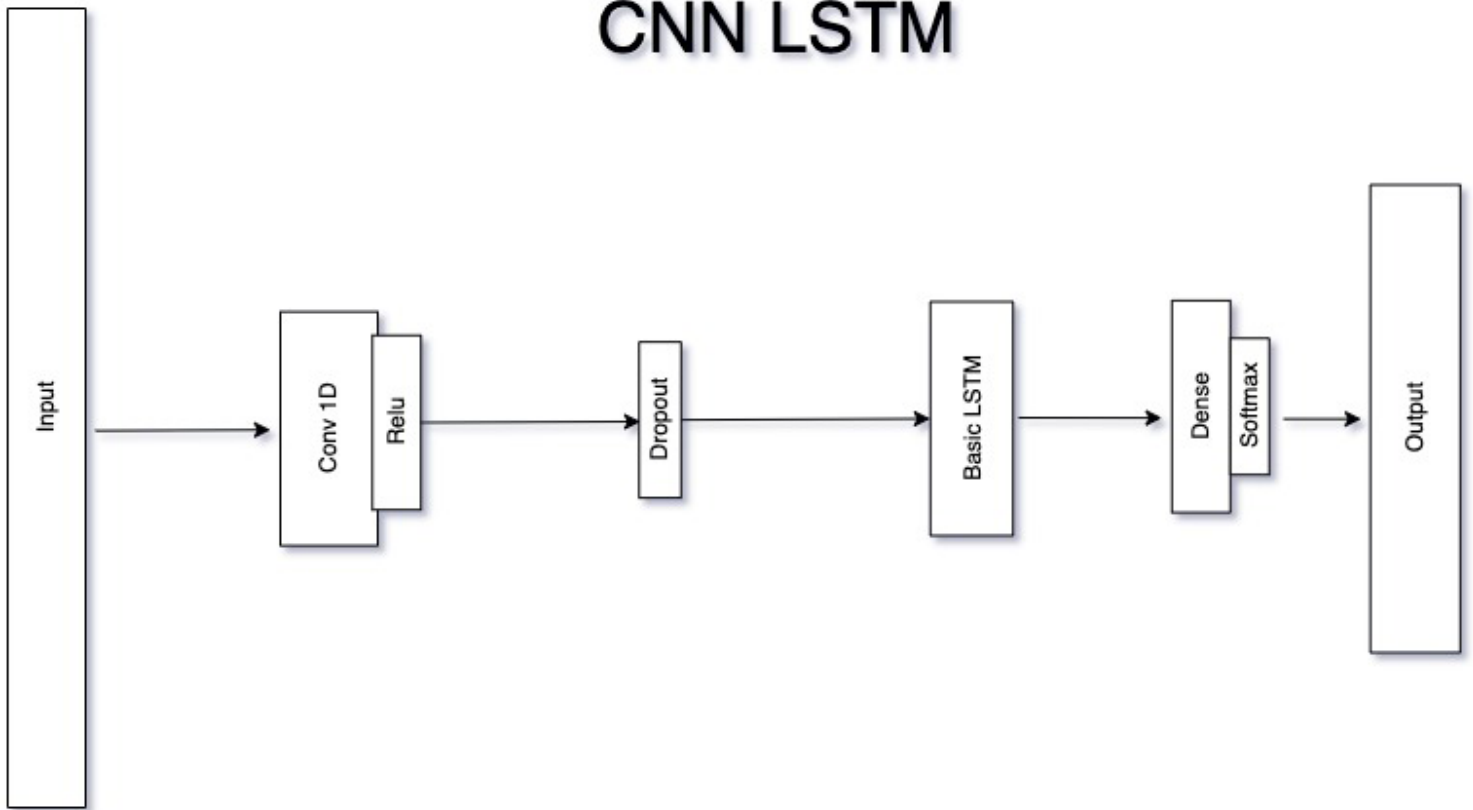 CNN LSTM
Input
Conv 1D
Relu
Dropout
Basic LSTM
Dense
Softmax
Output